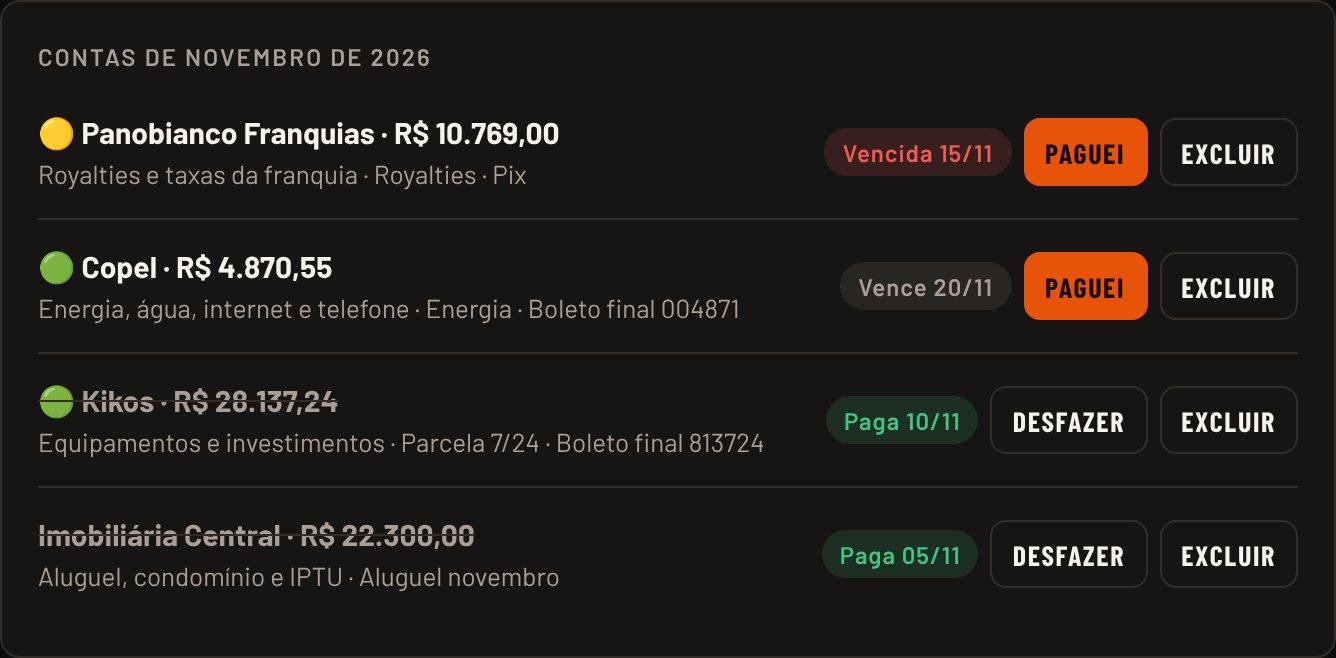 CONTAS DE NOVEMBRO DE 2026
Panobianco Franquias · R$ 10.769,00
Royalties e taxas da franquia · Royalties · Pix
Vencida 15/11
PAGUEI
EXCLUIR
Copel · R$ 4.870,55
Energia, água, internet e telefone · Energia · Boleto final 004871
Vence 20/11
PAGUEI
EXCLUIR
Kikos · R$ 28.137,24
Equipamentos e investimentos · Parcela 7/24 · Boleto final 813724
Paga 10/11
DESFAZER
EXCLUIR
Imobiliária Central · R$ 22.300,00
Aluguel, condomínio e IPTU · Aluguel novembro
Paga 05/11
DESFAZER
EXCLUIR